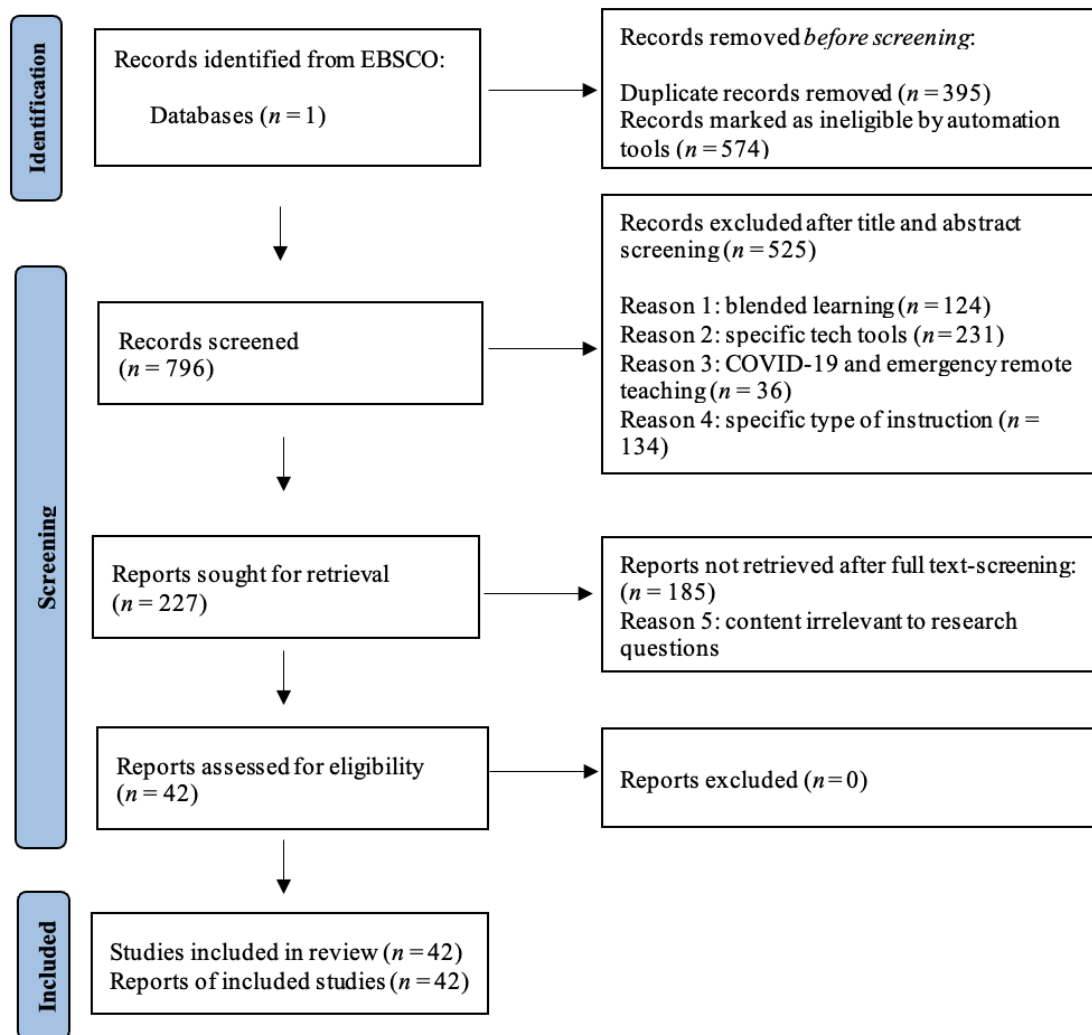 Identification
Records identified from EBSCO:
Databases (n = 1)
Records removed before screening:
Duplicate records removed (n = 395)
Records marked as ineligible by automation
tools (n = 574)
Screening
Records screened
(n = 796)
Records excluded after title and abstract
screening (n = 525)
Reason 1: blended learning (n = 124)
Reason 2: specific tech tools (n = 231)
Reason 3: COVID-19 and emergency remote
teaching (n = 36)
Reason 4: specific type of instruction (n =
134)
Reports sought for retrieval
(n = 227)
Reports not retrieved after full text-screening:
(n = 185)
Reason 5: content irrelevant to research
questions
Reports assessed for eligibility
(n = 42)
Reports excluded (n = 0)
Included
Studies included in review (n = 42)
Reports of included studies (n = 42)